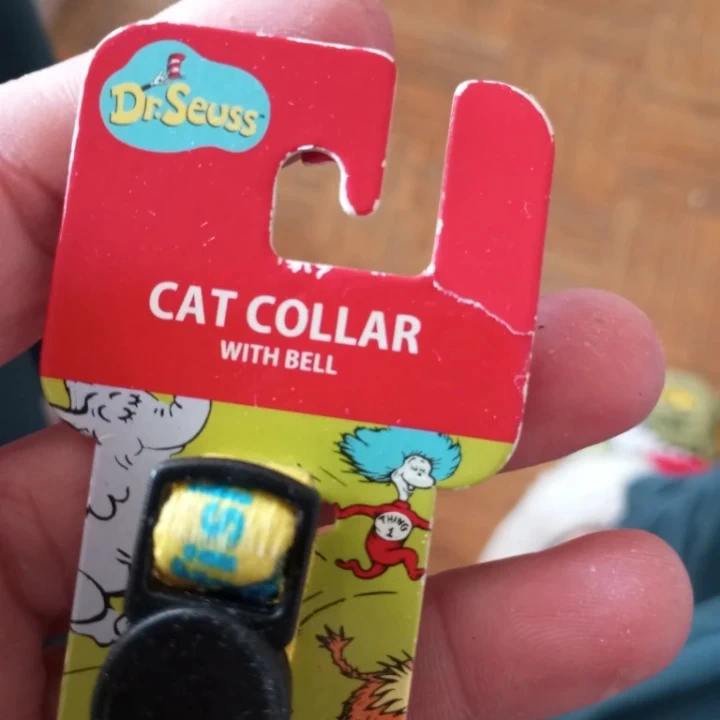 Dr. Seuss
CAT COLLAR
WITH BELL
THING
1